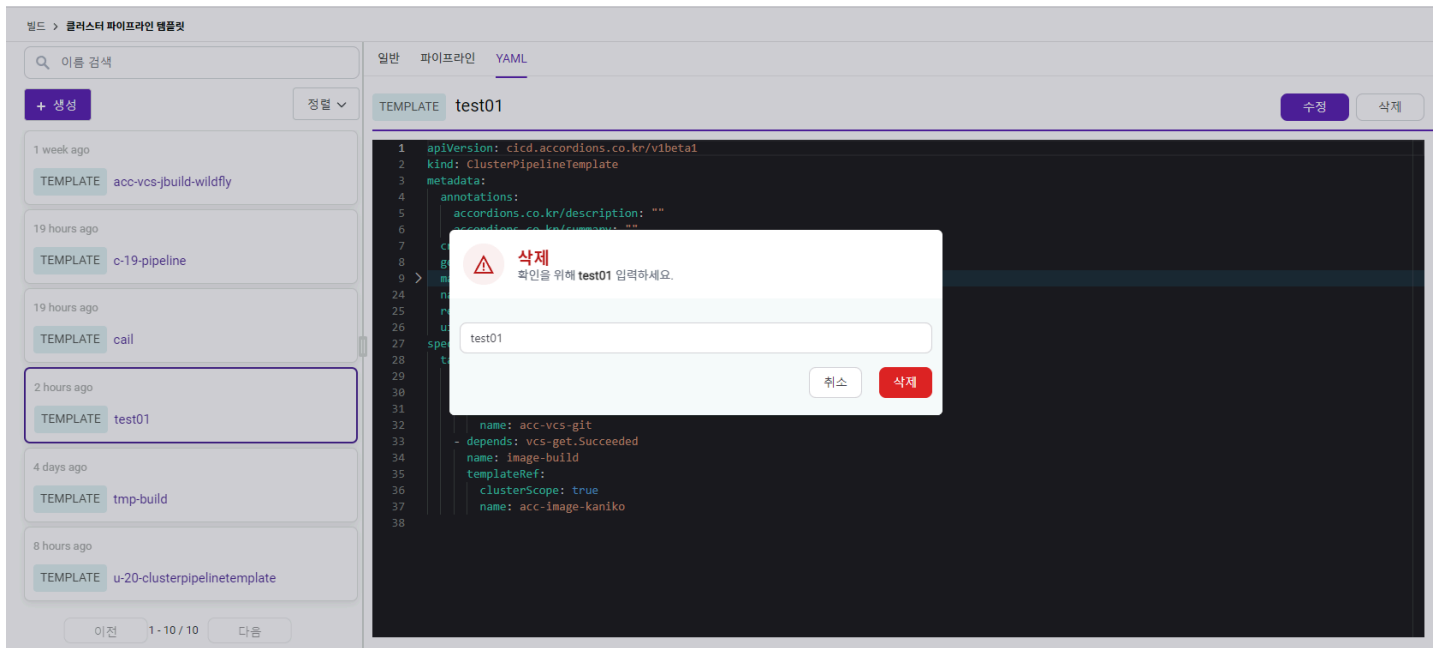 빌드 > 클러스터 파이프라인 템플릿
이름 검색
+ 생성
정렬
1 week ago
TEMPLATE acc-vcs-jbuild-wildfly
19 hours ago
TEMPLATE c-19-pipeline
19 hours ago
TEMPLATE cail
2 hours ago
TEMPLATE test01
4 days ago
TEMPLATE tmp-build
8 hours ago
TEMPLATE u-20-clusterpipelinetemplate
이전 1 - 10 / 10 다음
일반 파이프라인 YAML
TEMPLATE test01 수정 삭제
1 apiVersion: cicd.accordions.co.kr/v1beta1
2 kind: ClusterPipelineTemplate
3 metadata:
4 annotations:
5 accordions.co.kr/description: ""
6 accordions.co.kr/summary: ""
7
8
9
24
25
26
27
28
29
30
31
32 name: acc-vcs-git
33 - depends: vcs-get.Succeeded
34 name: image-build
35 templateRef:
36 clusterScope: true
37 name: acc-image-kaniko
38
삭제
확인을 위해 test01 입력하세요.
test01
취소 삭제